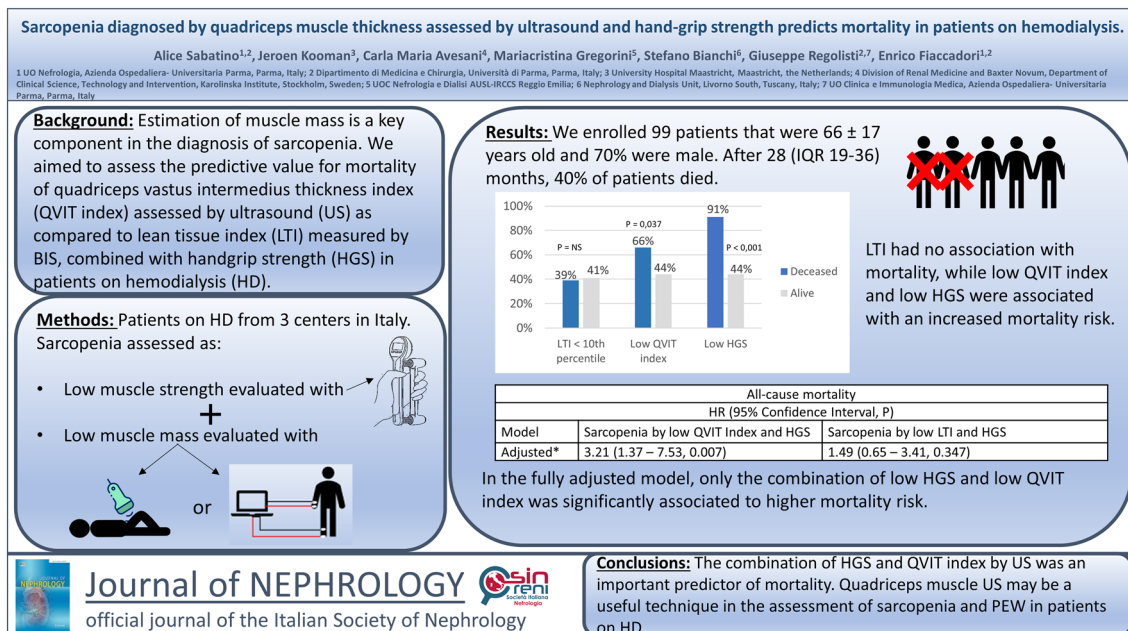 Sarcopenia diagnosed by quadriceps muscle thickness assessed by ultrasound and hand-grip strength predicts mortality in patients on hemodialysis.
Alice Sabatino1,2, Jeroen Kooman3, Carla Maria Avesani4, Mariacristina Gregorini5, Stefano Bianchi6, Giuseppe Regolisti2,7, Enrico Fiaccadori1,2
1 UO Nefrologia, Azienda Ospedaliera- Universitaria Parma, Parma, Italy; 2 Dipartimento di Medicina e Chirurgia, Università di Parma, Parma, Italy; 3 University Hospital Maastricht, Maastricht, the Netherlands; 4 Division of Renal Medicine and Baxter Novum, Department of
Clinical Science, Technology and Intervention, Karolinska Institute, Stockholm, Sweden; 5 UOC Nefrologia e Dialisi AUSL-IRCCS Reggio Emilia; 6 Nephrology and Dialysis Unit, Livorno South, Tuscany, Italy; 7 UO Clinica e Immunologia Medica, Azienda Ospedaliera- Universitaria
Parma, Parma, Italy
Background: Estimation of muscle mass is a key
component in the diagnosis of sarcopenia. We
aimed to assess the predictive value for mortality
of quadriceps vastus intermedius thickness index
(QVIT index) assessed by ultrasound (US) as
compared to lean tissue index (LTI) measured by
BIS, combined with handgrip strength (HGS) in
patients on hemodialysis (HD).
Methods: Patients on HD from 3 centers in Italy.
Sarcopenia assessed as:
• Low muscle strength evaluated with
+
• Low muscle mass evaluated with
or
Results: We enrolled 99 patients that were 66 ± 17
years old and 70% were male. After 28 (IQR 19-36)
months, 40% of patients died.
100%
80%
60%
40%
20%
0%
P = NS
39%
41%
P = 0,037
66%
44%
91%
P < 0,001
44%
LTI < 10th
percentile
Low QVIT
index
Low HGS
Deceased
Alive
LTI had no association with
mortality, while low QVIT index
and low HGS were associated
with an increased mortality risk.
All-cause mortality
HR (95% Confidence Interval, P)
Model Sarcopenia by low QVIT Index and HGS Sarcopenia by low LTI and HGS
Adjusted* 3.21 (1.37 – 7.53, 0.007) 1.49 (0.65 – 3.41, 0.347)
In the fully adjusted model, only the combination of low HGS and low QVIT
index was significantly associated to higher mortality risk.
NEPHROLOGY
Journal of NEPHROLOGY
official journal of the Italian Society of Nephrology
sin
reni
Società Italiana
Nefrologia
Conclusions: The combination of HGS and QVIT index by US was an
important predictor of mortality. Quadriceps muscle US may be a
useful technique in the assessment of sarcopenia and PEW in patients
on HD